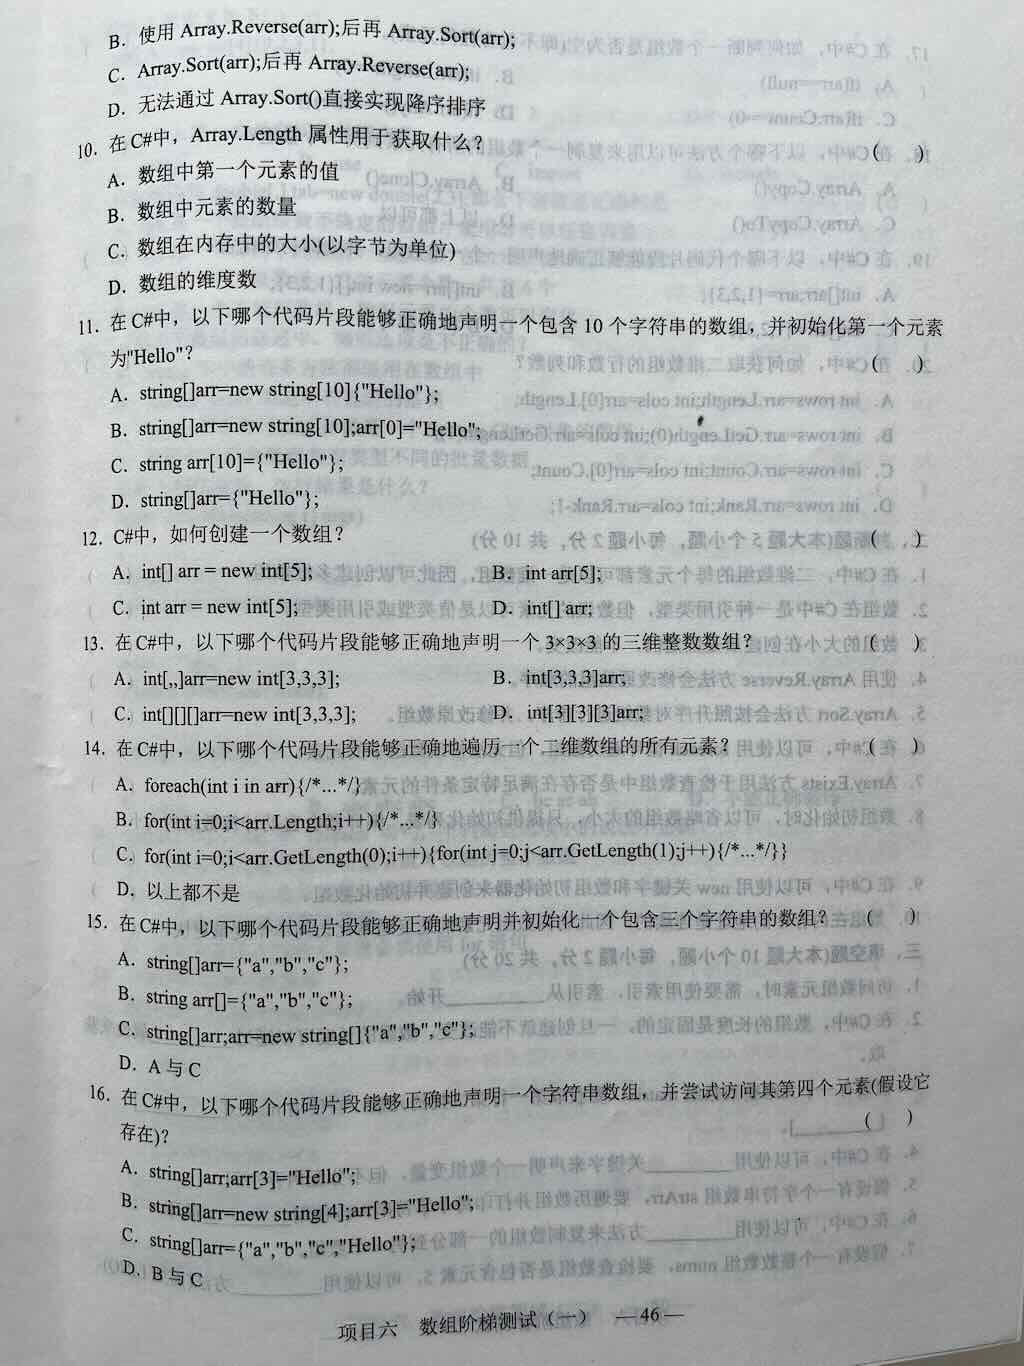 B. 使用 Array.Reverse(arr);后再 Array.Sort(arr);
C. Array.Sort(arr);后再 Array.Reverse(arr);
D. 无法通过 Array.Sort()直接实现降序排序
10. 在 C#中，Array.Length 属性用于获取什么? ( )
A. 数组中第一个元素的值
B. 数组中元素的数量
C. 数组在内存中的大小(以字节为单位)
D. 数组的维度数
11. 在 C#中，以下哪个代码片段能够正确地声明一个包含 10 个字符串的数组，并初始化第一个元素
为"Hello"? ( )
A. string[]arr=new string[10]{"Hello"};
B. string[]arr=new string[10];arr[0]="Hello";
C. string arr[10]={"Hello"};
D. string[]arr={"Hello"};
12. C#中，如何创建一个数组? ( )
A. int[] arr = new int[5]; B. int arr[5];
C. int arr = new int[5]; D. int[] arr;
13. 在 C#中，以下哪个代码片段能够正确地声明一个 3×3×3 的三维整数数组? ( )
A. int[,,]arr=new int[3,3,3]; B. int[3,3,3]arr;
C. int[][][]arr=new int[3,3,3]; D. int[3][3][3]arr;
14. 在 C#中，以下哪个代码片段能够正确地遍历一个二维数组的所有元素? ( )
A. foreach(int i in arr){/*...*/}
B. for(int i=0;i<arr.Length;i++){/*...*/}
C. for(int i=0;i<arr.GetLength(0);i++){for(int j=0;j<arr.GetLength(1);j++){/*...*/}}
D. 以上都不是
15. 在 C#中，以下哪个代码片段能够正确地声明并初始化一个包含三个字符串的数组? ( )
A. string[]arr={"a","b","c"};
B. string arr[]={"a","b","c"};
C. string[]arr;arr=new string[]{"a","b","c"};
D. A 与 C
16. 在 C#中，以下哪个代码片段能够正确地声明一个字符串数组，并尝试访问其第四个元素(假设它
存在)? ( )
A. string[]arr;arr[3]="Hello";
B. string[]arr=new string[4];arr[3]="Hello";
C. string[]arr={"a","b","c","Hello"};
D. B 与 C
项目六 数组阶梯测试（一） —46—